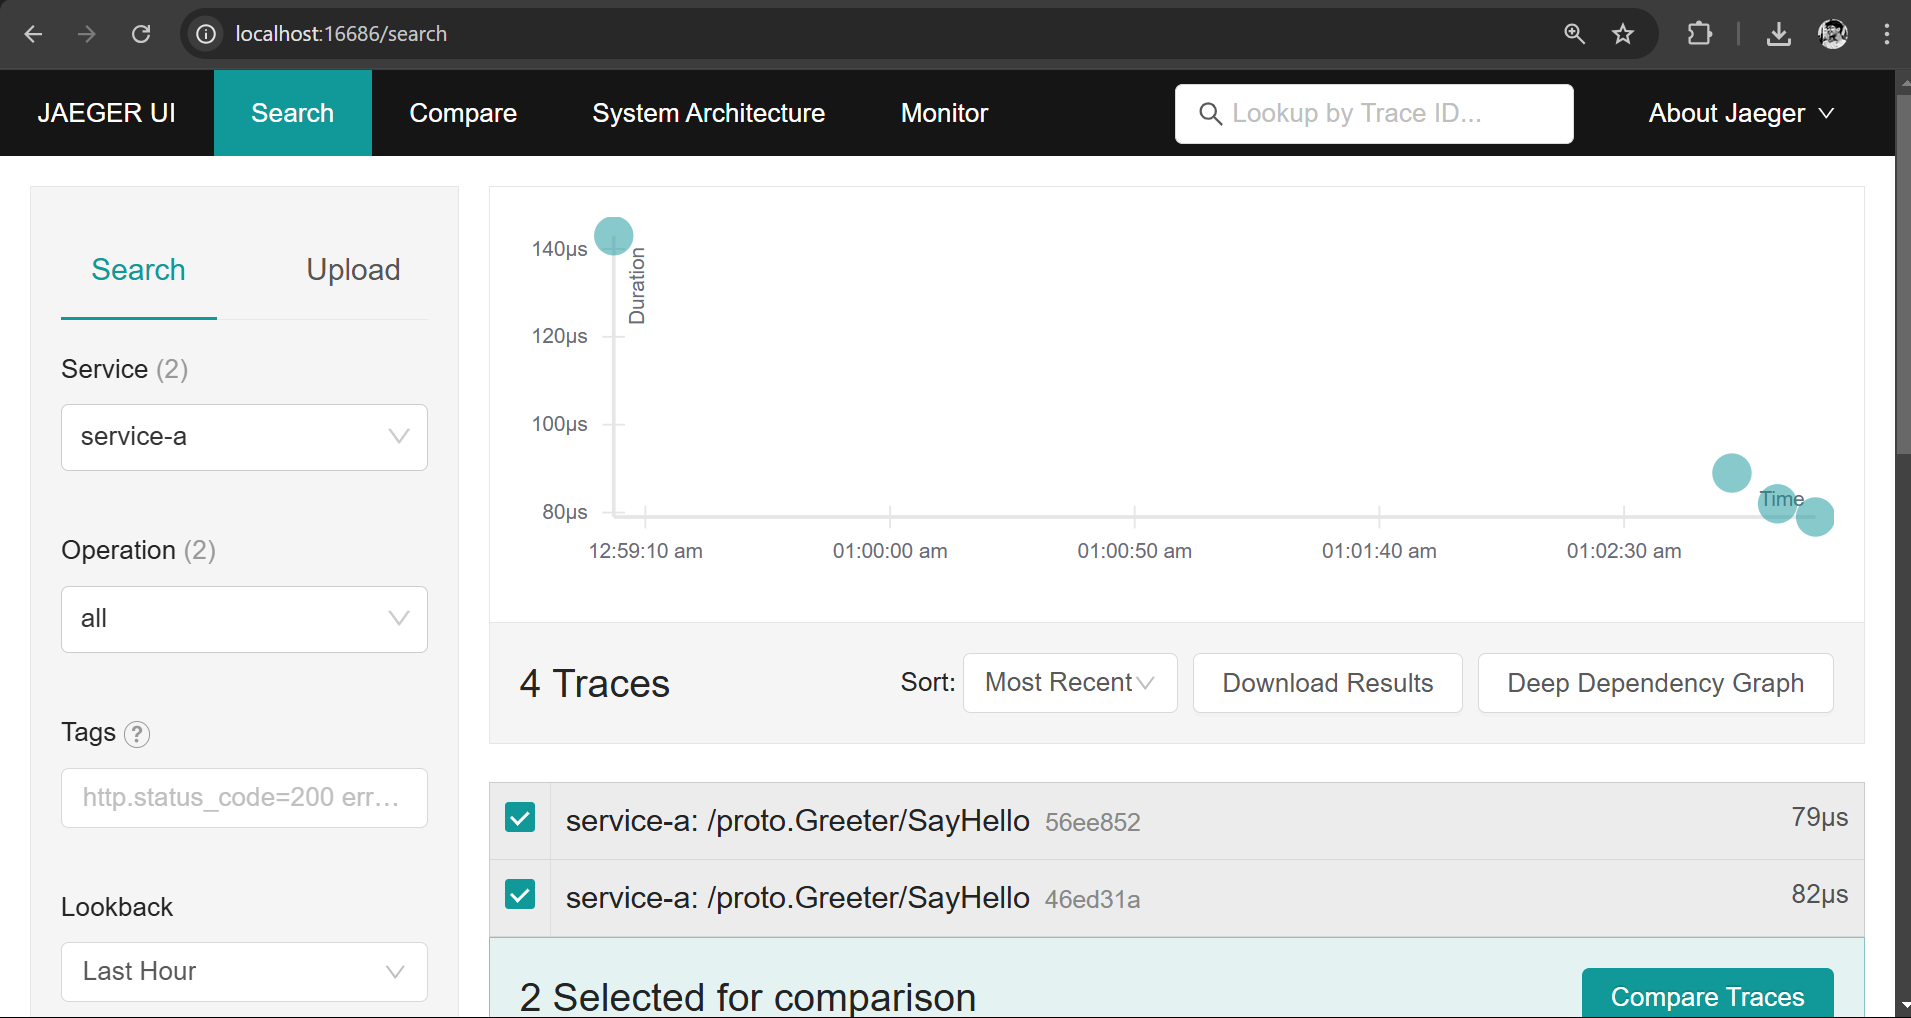 localhost:16686/search
JAEGER UI Search Compare System Architecture Monitor Lookup by Trace ID... About Jaeger
Search Upload
Service (2)
service-a
Operation (2)
all
Tags ?
http.status_code=200 err...
Lookback
Last Hour
140μs
120μs
100μs
80μs
Duration
Time
12:59:10 am 01:00:00 am 01:00:50 am 01:01:40 am 01:02:30 am
4 Traces Sort: Most Recent Download Results Deep Dependency Graph
service-a: /proto.Greeter/SayHello 56ee852 79μs
service-a: /proto.Greeter/SayHello 46ed31a 82μs
2 Selected for comparison Compare Traces